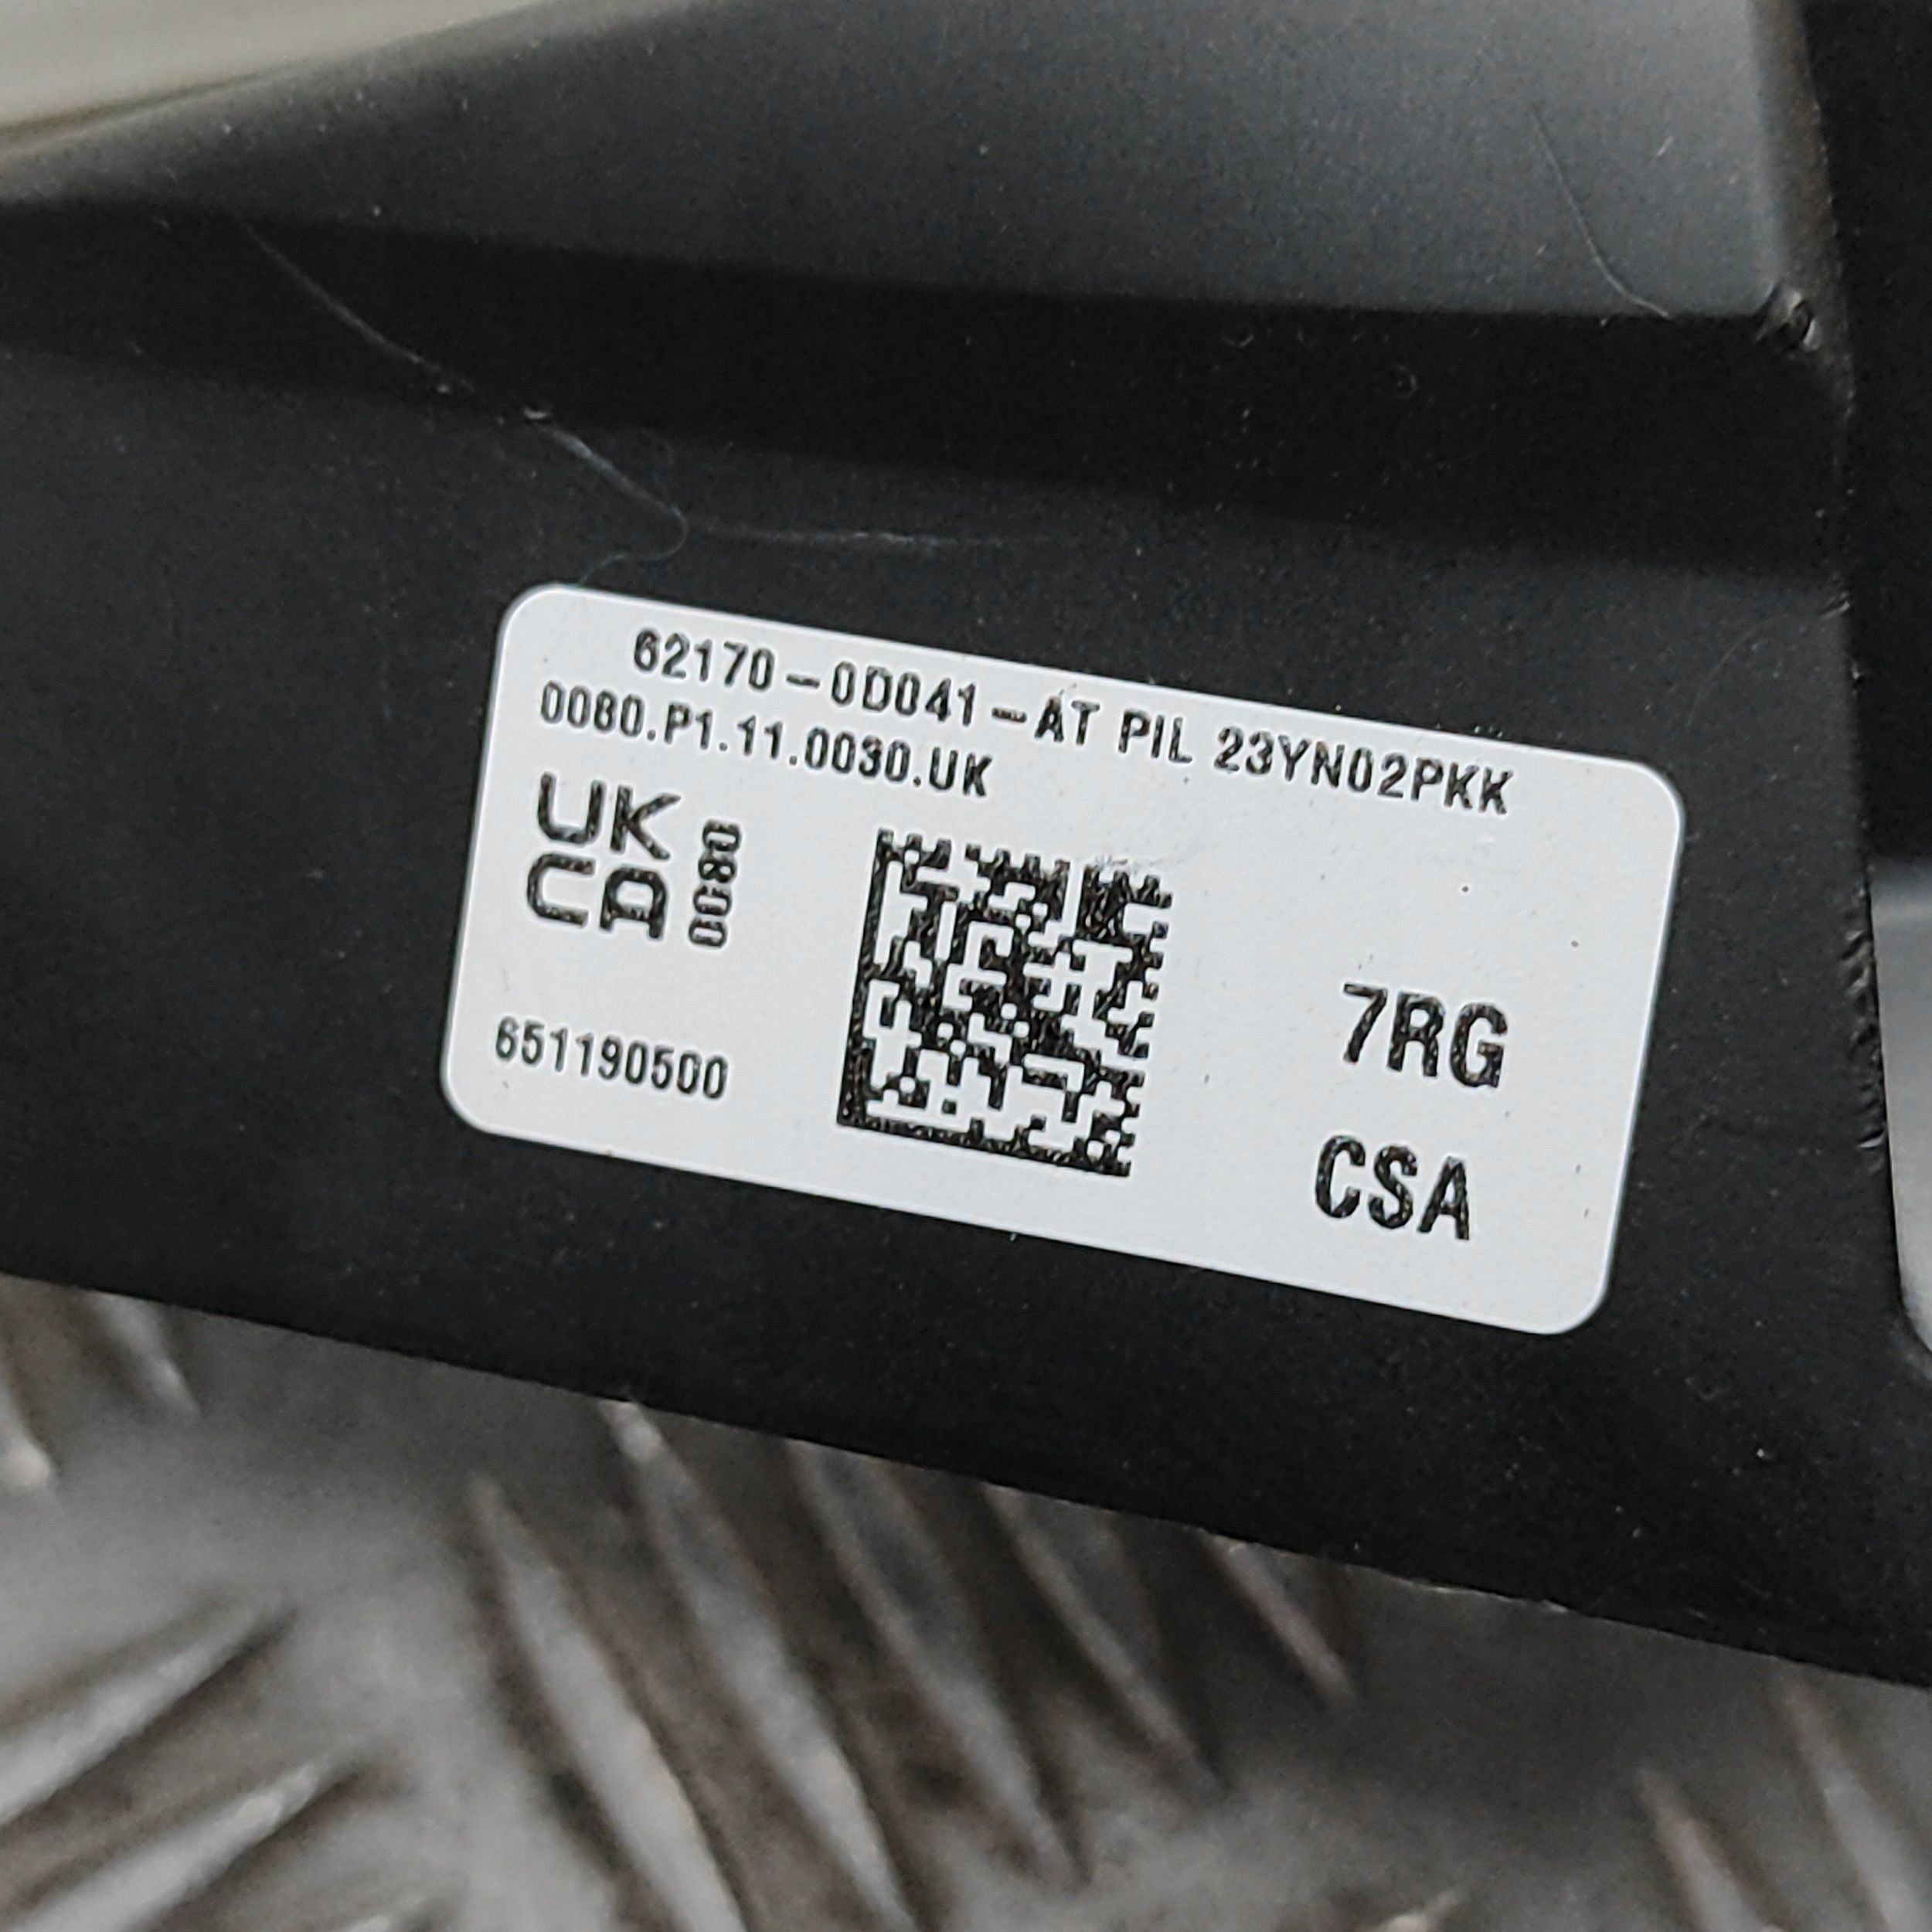 62170-0D041-AT PIL 23YN02PKK
0080.P1.11.0030.UK
UK
CA
0080
7RG
651190500
CSA